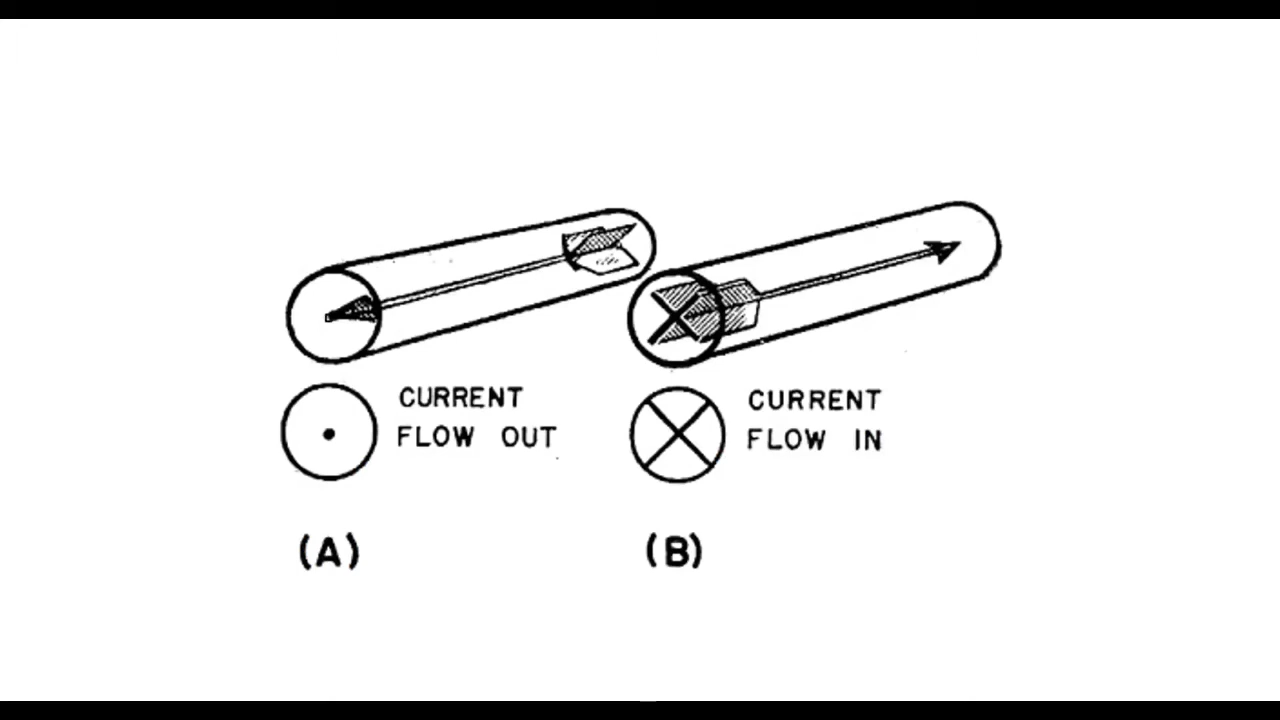 CURRENT
FLOW OUT
CURRENT
FLOW IN
(A)
(B)